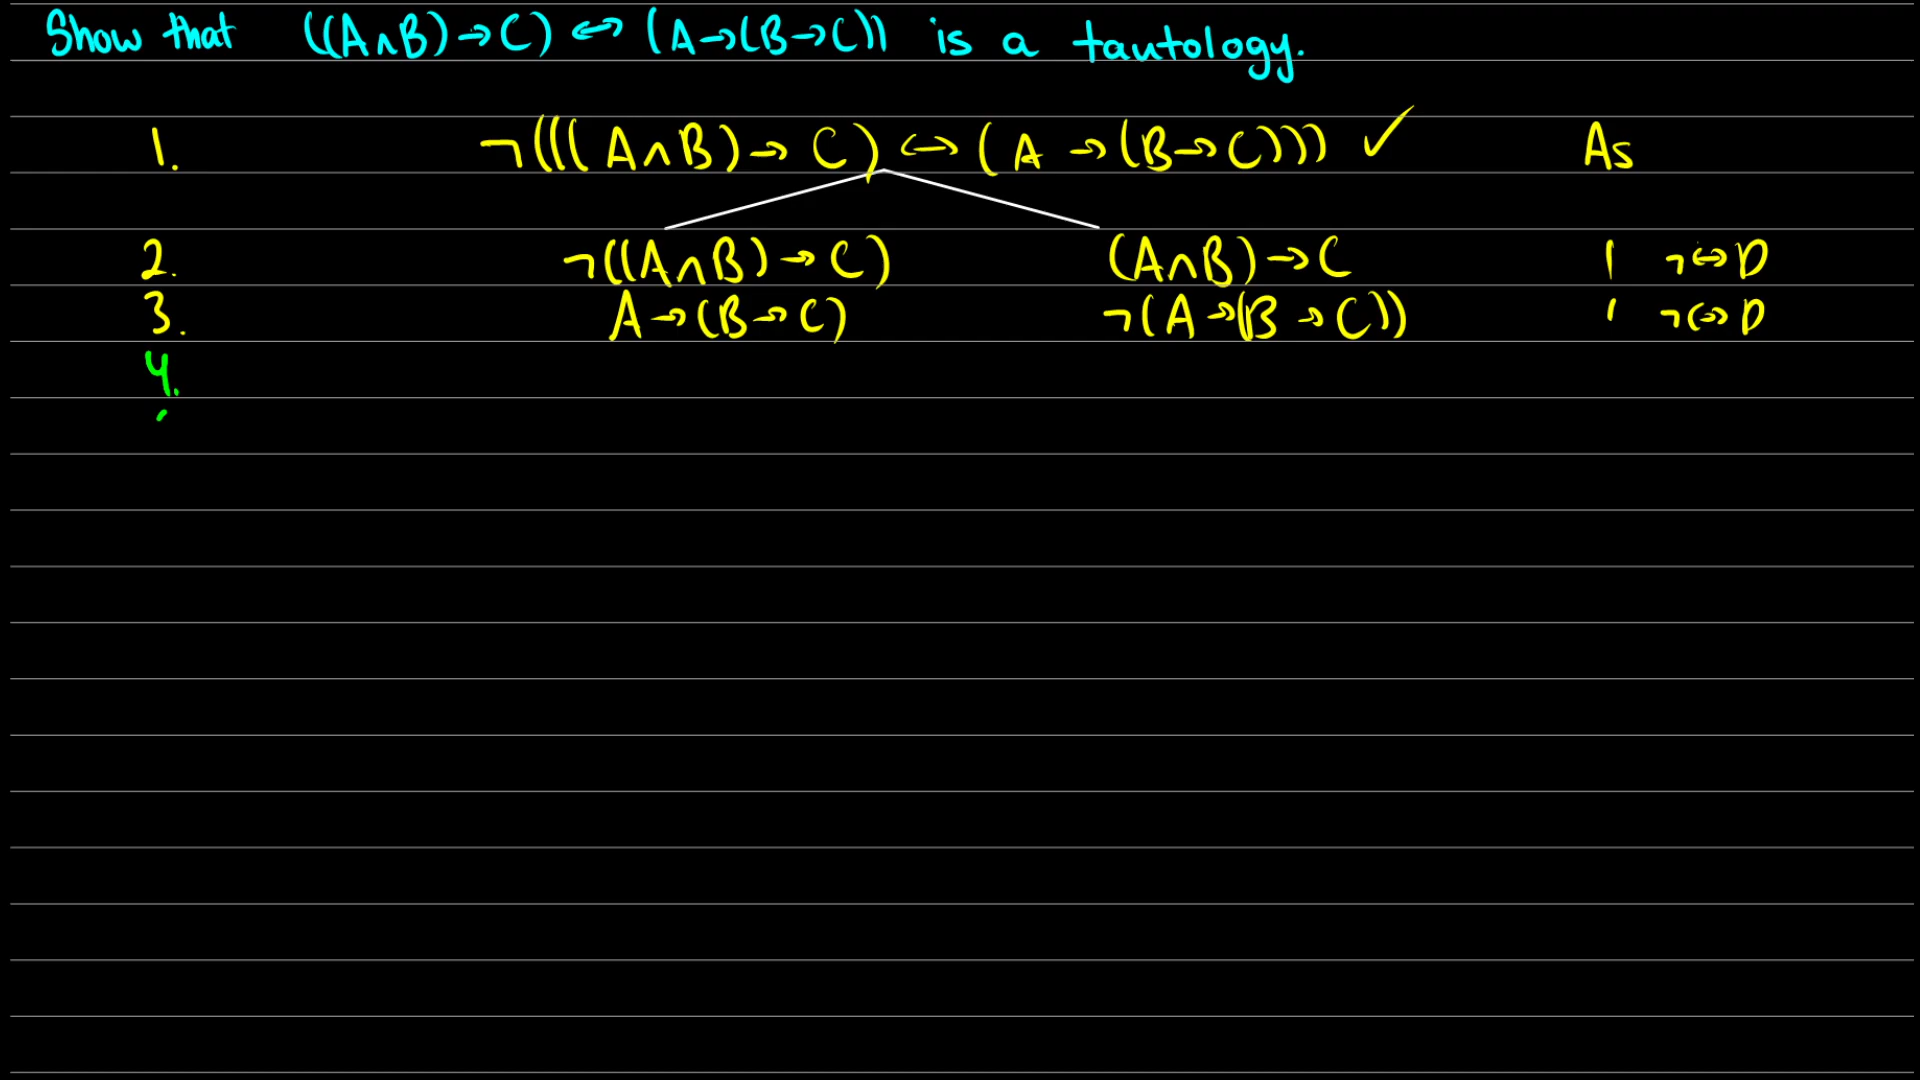 Show that ((A∧B)→C) ↔ (A→(B→C)) is a tautology.
1. ¬(((A∧B)→C) ↔ (A→(B→C))) ✓ As
2. ¬((A∧B)→C) (A∧B)→C 1 ¬↔D
3. A→(B→C) ¬(A→(B→C)) 1 ¬↔D
4.